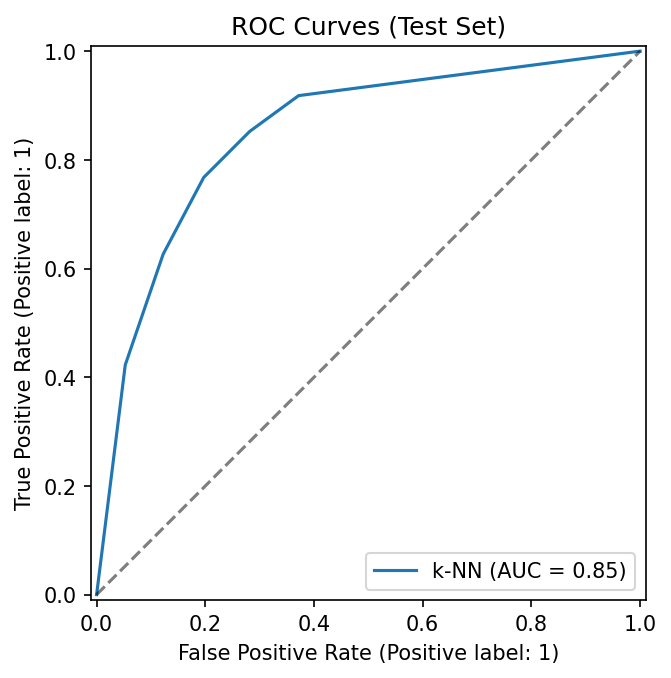 ROC Curves (Test Set)
True Positive Rate (Positive label: 1)
1.0
0.8
0.6
0.4
0.2
0.0
k-NN (AUC = 0.85)
0.0 0.2 0.4 0.6 0.8 1.0
False Positive Rate (Positive label: 1)